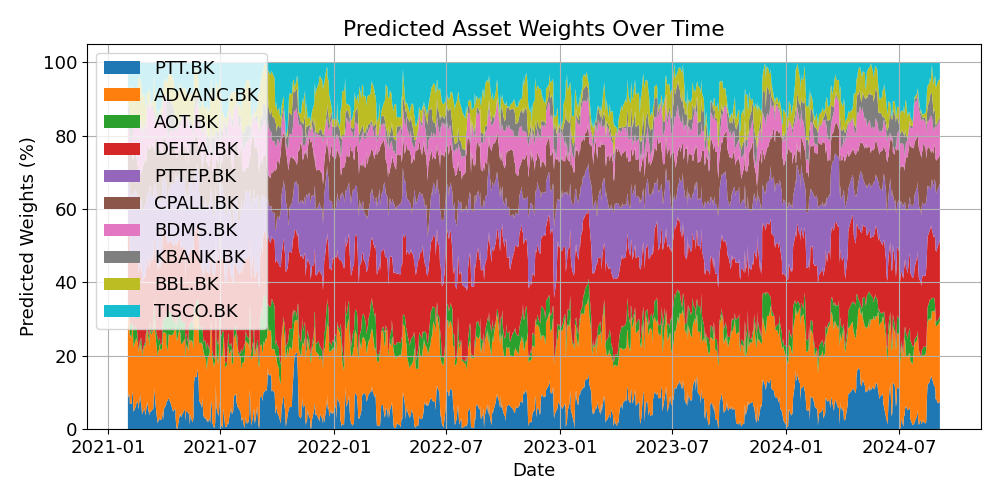 Predicted Asset Weights Over Time
Predicted Weights (%)
100
80
60
40
20
0
PTT.BK
ADVANC.BK
AOT.BK
DELTA.BK
PTTEP.BK
CPALL.BK
BDMS.BK
KBANK.BK
BBL.BK
TISCO.BK
2021-01 2021-07 2022-01 2022-07 2023-01 2023-07 2024-01 2024-07
Date